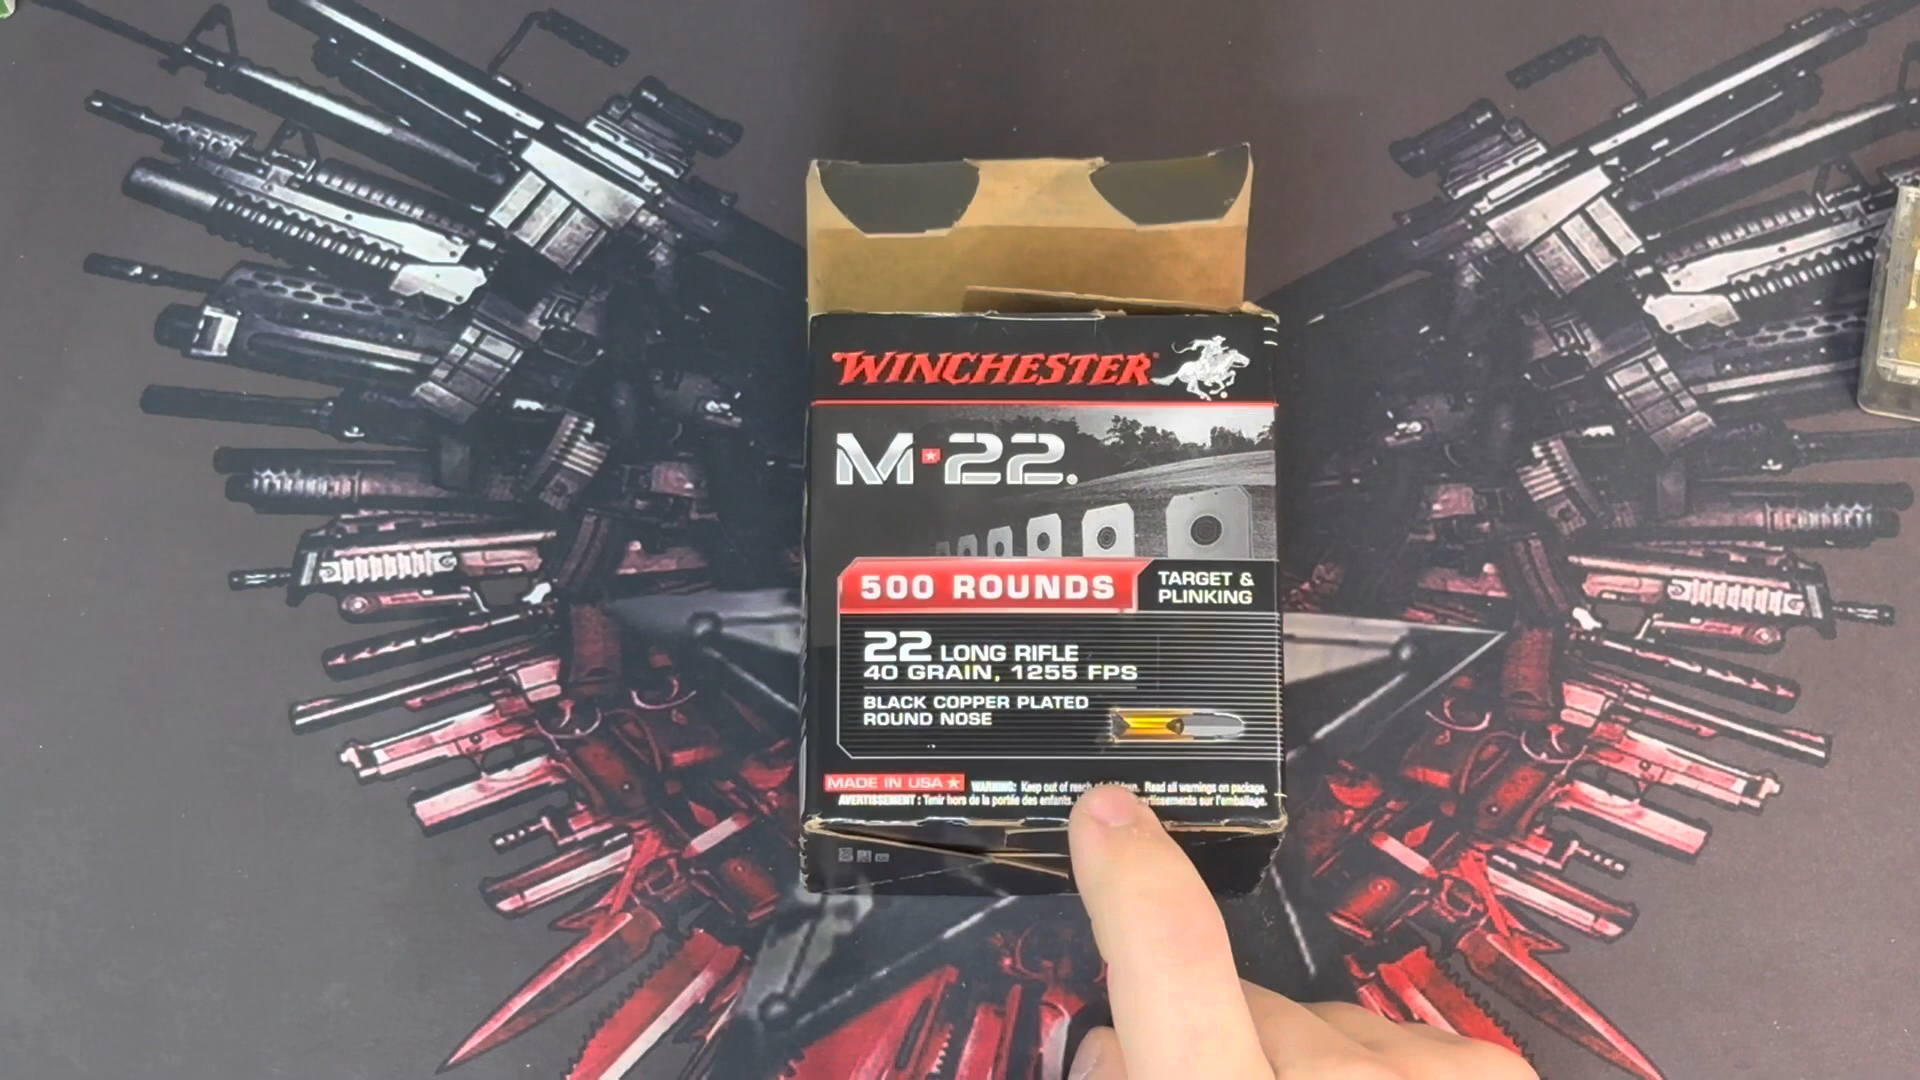 WINCHESTER
M★22.
500 ROUNDS
TARGET &
PLINKING
22 LONG RIFLE
40 GRAIN, 1255 FPS
BLACK COPPER PLATED
ROUND NOSE
MADE IN USA ★ WARNING: Keep out of reach of Read all warnings on package.
AVERTISSEMENT : Tenir hors de la portée des enfants. sur l'emballage.